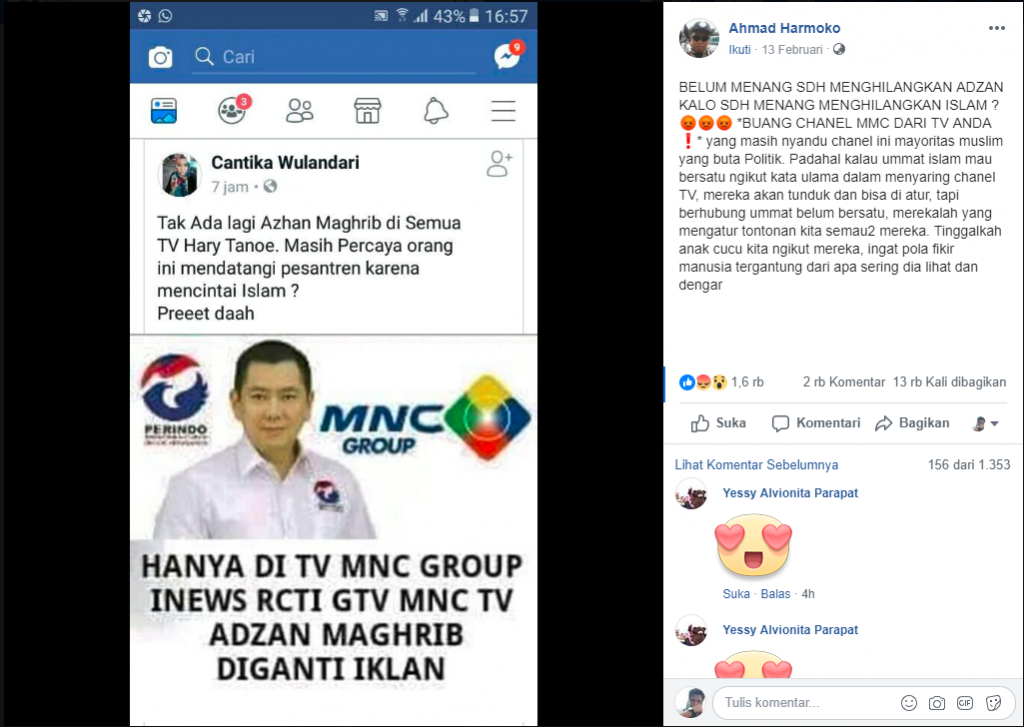 43% 16:57
Cari
9
3
Cantika Wulandari
7 jam
Tak Ada lagi Azhan Maghrib di Semua
TV Hary Tanoe. Masih Percaya orang
ini mendatangi pesantren karena
mencintai Islam ?
Preeet daah
PERINDO
MNC
GROUP
HANYA DI TV MNC GROUP
INEWS RCTI GTV MNC TV
ADZAN MAGHRIB
DIGANTI IKLAN
Ahmad Harmoko
Ikuti · 13 Februari ·
BELUM MENANG SDH MENGHILANGKAN ADZAN
KALO SDH MENANG MENGHILANGKAN ISLAM ?
😡😡😡 *BUANG CHANEL MMC DARI TV ANDA
❗* yang masih nyandu chanel ini mayoritas muslim
yang buta Politik. Padahal kalau ummat islam mau
bersatu ngikut kata ulama dalam menyaring chanel
TV, mereka akan tunduk dan bisa di atur, tapi
berhubung ummat belum bersatu, merekalah yang
mengatur tontonan kita semau2 mereka. Tinggalkah
anak cucu kita ngikut mereka, ingat pola fikir
manusia tergantung dari apa sering dia lihat dan
dengar
1,6 rb 2 rb Komentar 13 rb Kali dibagikan
Suka Komentari Bagikan
Lihat Komentar Sebelumnya 156 dari 1.353
Yessy Alvionita Parapat
Suka · Balas · 4h
Yessy Alvionita Parapat
Tulis komentar...
GIF